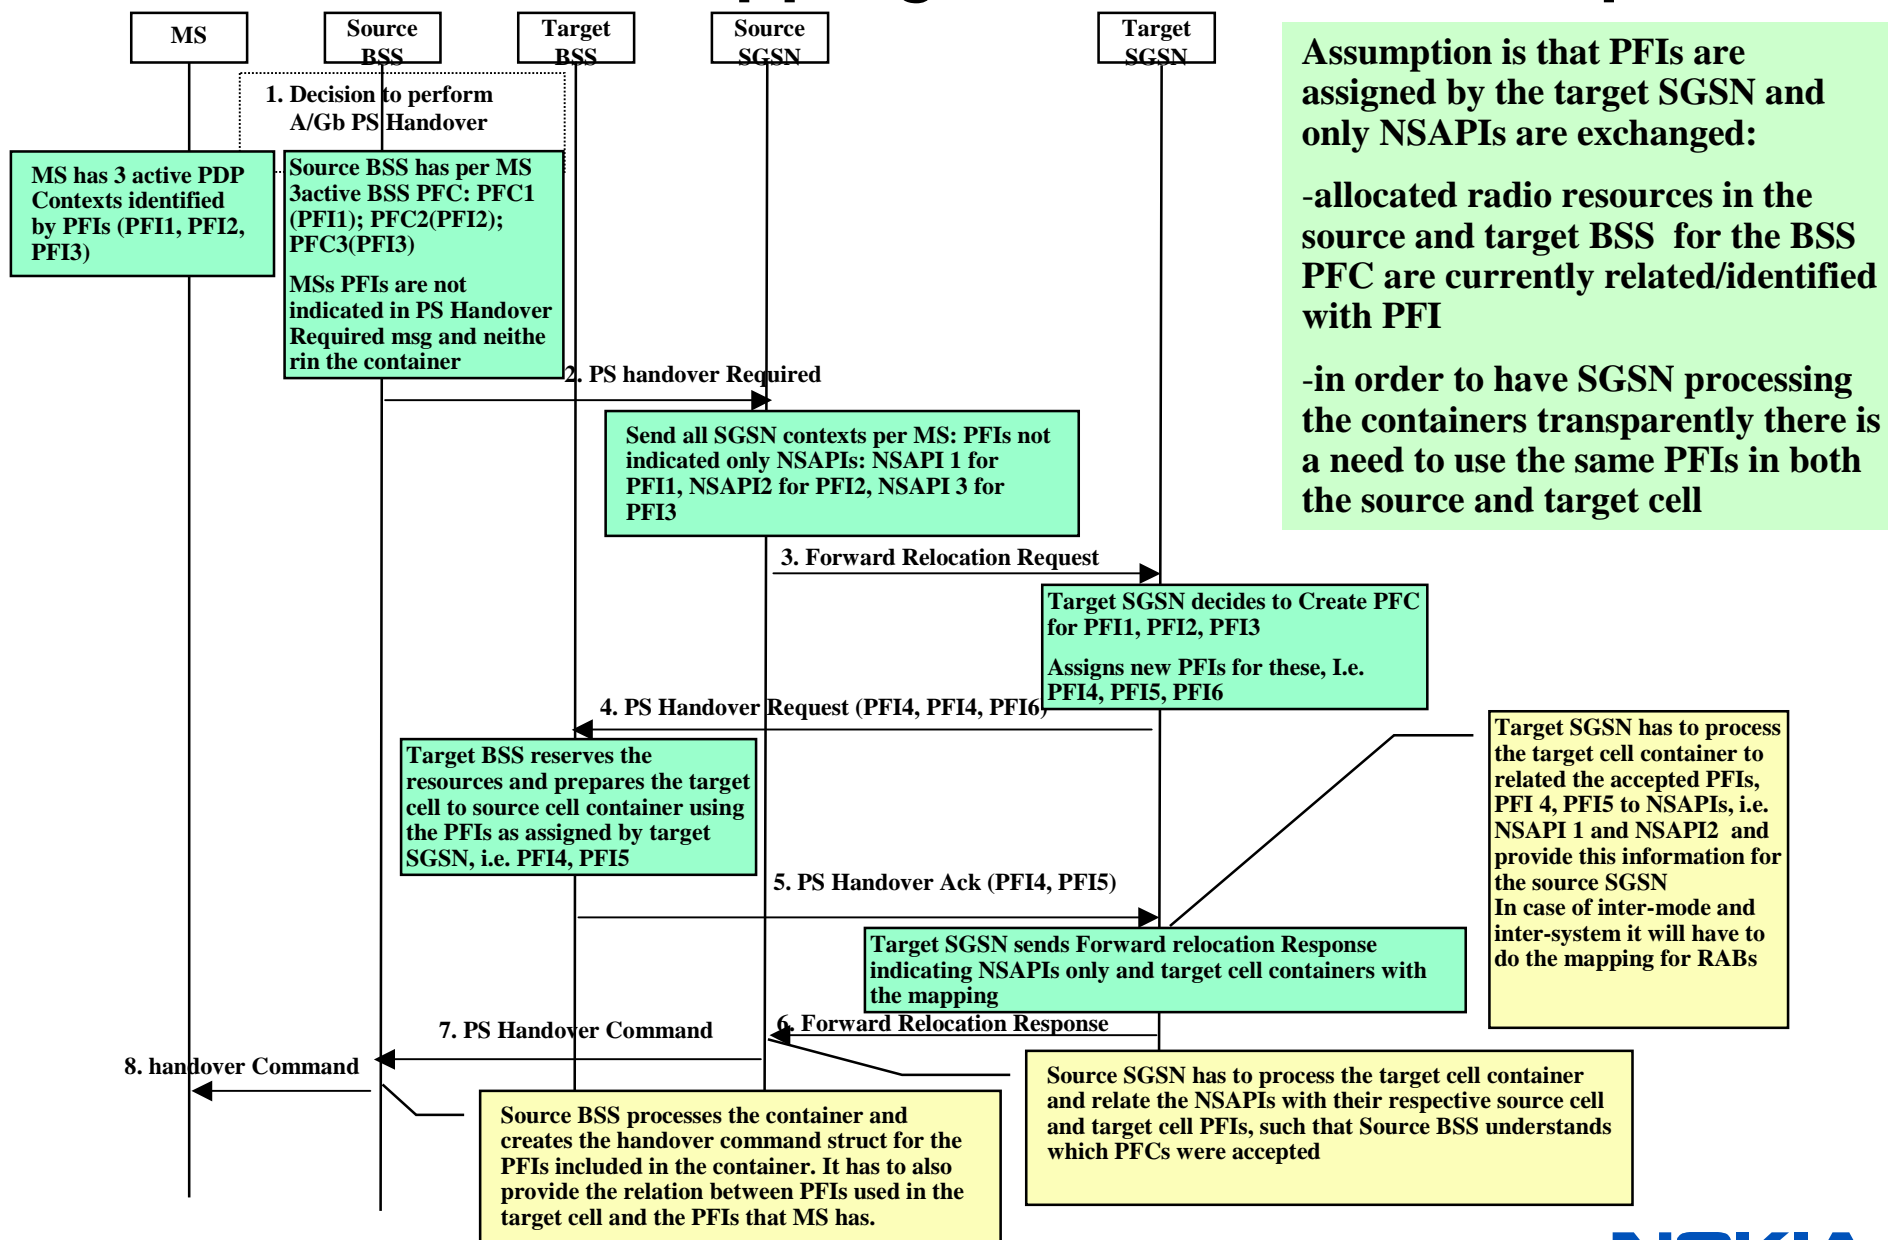 MS
Source
BSS
Target
BSS
Source
SGSN
Target
SGSN
1. Decision to perform
A/Gb PS Handover
MS has 3 active PDP
Contexts identified
by PFIs (PFI1, PFI2,
PFI3)
Source BSS has per MS
3active BSS PFC: PFC1
(PFI1); PFC2(PFI2);
PFC3(PFI3)
MSs PFIs are not
indicated in PS Handover
Required msg and neithe
rin the container
2. PS handover Required
Send all SGSN contexts per MS: PFIs not
indicated only NSAPIs: NSAPI 1 for
PFI1, NSAPI2 for PFI2, NSAPI 3 for
PFI3
3. Forward Relocation Request
Target SGSN decides to Create PFC
for PFI1, PFI2, PFI3
Assigns new PFIs for these, I.e.
PFI4, PFI5, PFI6
4. PS Handover Request (PFI4, PFI4, PFI6)
Target BSS reserves the
resources and prepares the target
cell to source cell container using
the PFIs as assigned by target
SGSN, i.e. PFI4, PFI5
5. PS Handover Ack (PFI4, PFI5)
Target SGSN sends Forward relocation Response
indicating NSAPIs only and target cell containers with
the mapping
6. Forward Relocation Response
7. PS Handover Command
8. handover Command
Source BSS processes the container and
creates the handover command struct for the
PFIs included in the container. It has to also
provide the relation between PFIs used in the
target cell and the PFIs that MS has.
Source SGSN has to process the target cell container
and relate the NSAPIs with their respective source cell
and target cell PFIs, such that Source BSS understands
which PFCs were accepted
Target SGSN has to process
the target cell container to
related the accepted PFIs,
PFI 4, PFI5 to NSAPIs, i.e.
NSAPI 1 and NSAPI2 and
provide this information for
the source SGSN
In case of inter-mode and
inter-system it will have to
do the mapping for RABs
Assumption is that PFIs are
assigned by the target SGSN and
only NSAPIs are exchanged:
-allocated radio resources in the
source and target BSS for the BSS
PFC are currently related/identified
with PFI
-in order to have SGSN processing
the containers transparently there is
a need to use the same PFIs in both
the source and target cell
NOKIA